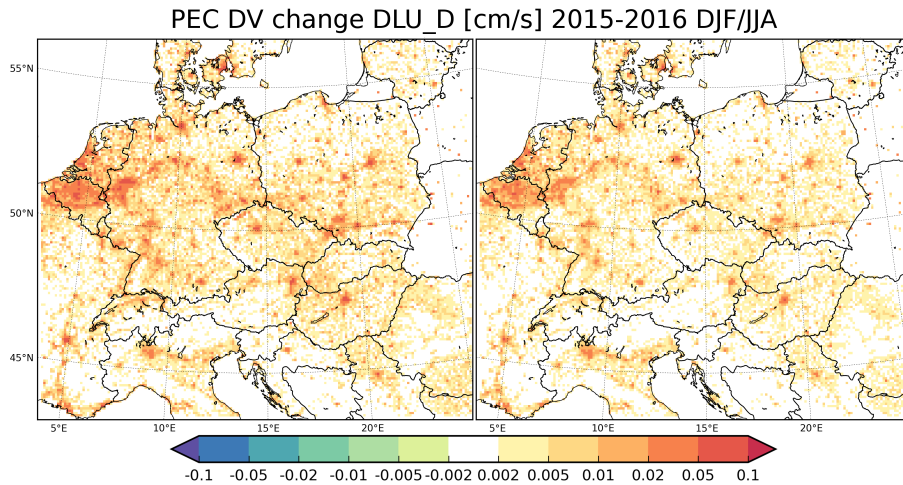 PEC DV change DLU_D [cm/s] 2015-2016 DJF/JJA
55°N
50°N
45°N
5°E 10°E 15°E 20°E 5°E 10°E 15°E 20°E
-0.1 -0.05 -0.02 -0.01 -0.005 -0.002 0.002 0.005 0.01 0.02 0.05 0.1